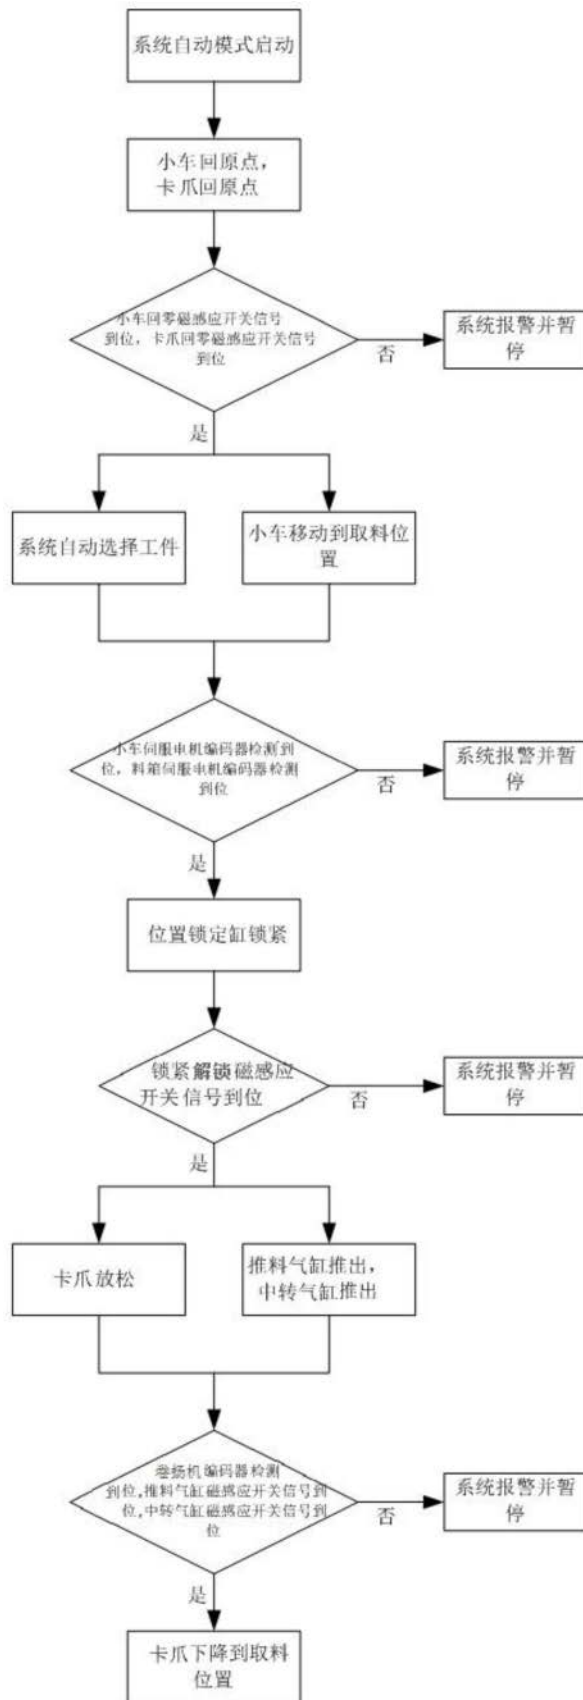 系统自动模式启动
小车回原点,
卡爪回原点
小车回零磁感应开关信号
到位，卡爪回零磁感应开关信号
到位
否
系统报警并暂
停
是
系统自动选择工件
小车移动到取料位
置
小车伺服电机编码器检测到
位，料箱伺服电机编码器检测
到位
否
系统报警并暂
停
是
位置锁定缸锁紧
锁紧解锁磁感应
开关信号到位
否
系统报警并暂
停
是
卡爪放松
推料气缸推出，
中转气缸推出
卷扬机编码器检测
到位,推料气缸磁感应开关信号到
位,中转气缸磁感应开关信号到
位
否
系统报警并暂
停
是
卡爪下降到取料
位置